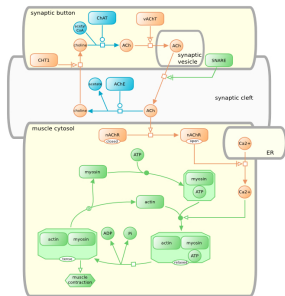 synaptic button
ChAT
vAChT
acetyl
CoA
choline
ACh
ACh
synaptic
vesicle
SNARE
CHT1
acetate
AChE
synaptic cleft
choline
ACh
muscle cytosol
nAChR
closed
nAChR
open
Ca2+
ER
ATP
myosin
myosin
ATP
Ca2+
actin
ADP
Pi
actin
myosin
actin
myosin
ATP
muscle
contraction